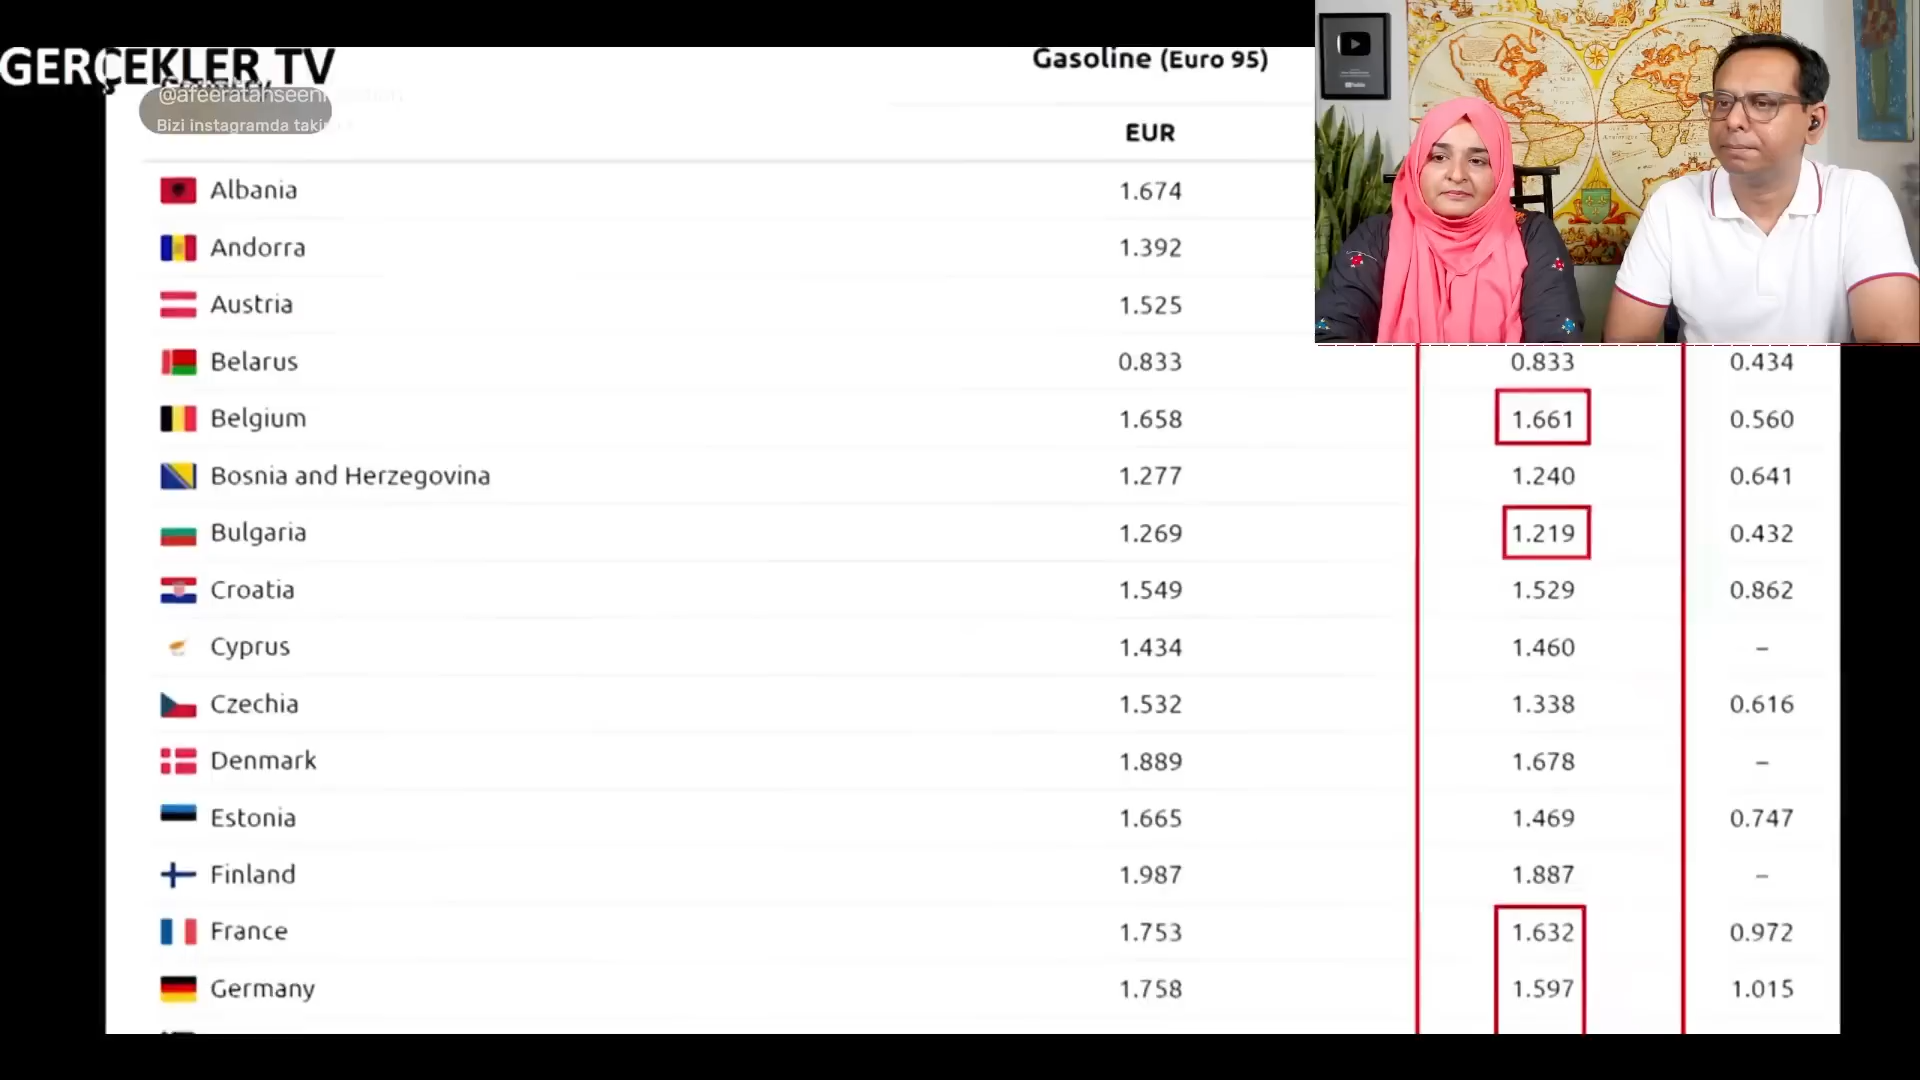 GERÇEKLER TV
Gasoline (Euro 95)
@afeeratahseen
Bizi instagramda
EUR
Albania 1.674
Andorra 1.392
Austria 1.525
Belarus 0.833 0.833 0.434
Belgium 1.658 1.661 0.560
Bosnia and Herzegovina 1.277 1.240 0.641
Bulgaria 1.269 1.219 0.432
Croatia 1.549 1.529 0.862
Cyprus 1.434 1.460 –
Czechia 1.532 1.338 0.616
Denmark 1.889 1.678 –
Estonia 1.665 1.469 0.747
Finland 1.987 1.887 –
France 1.753 1.632 0.972
Germany 1.758 1.597 1.015